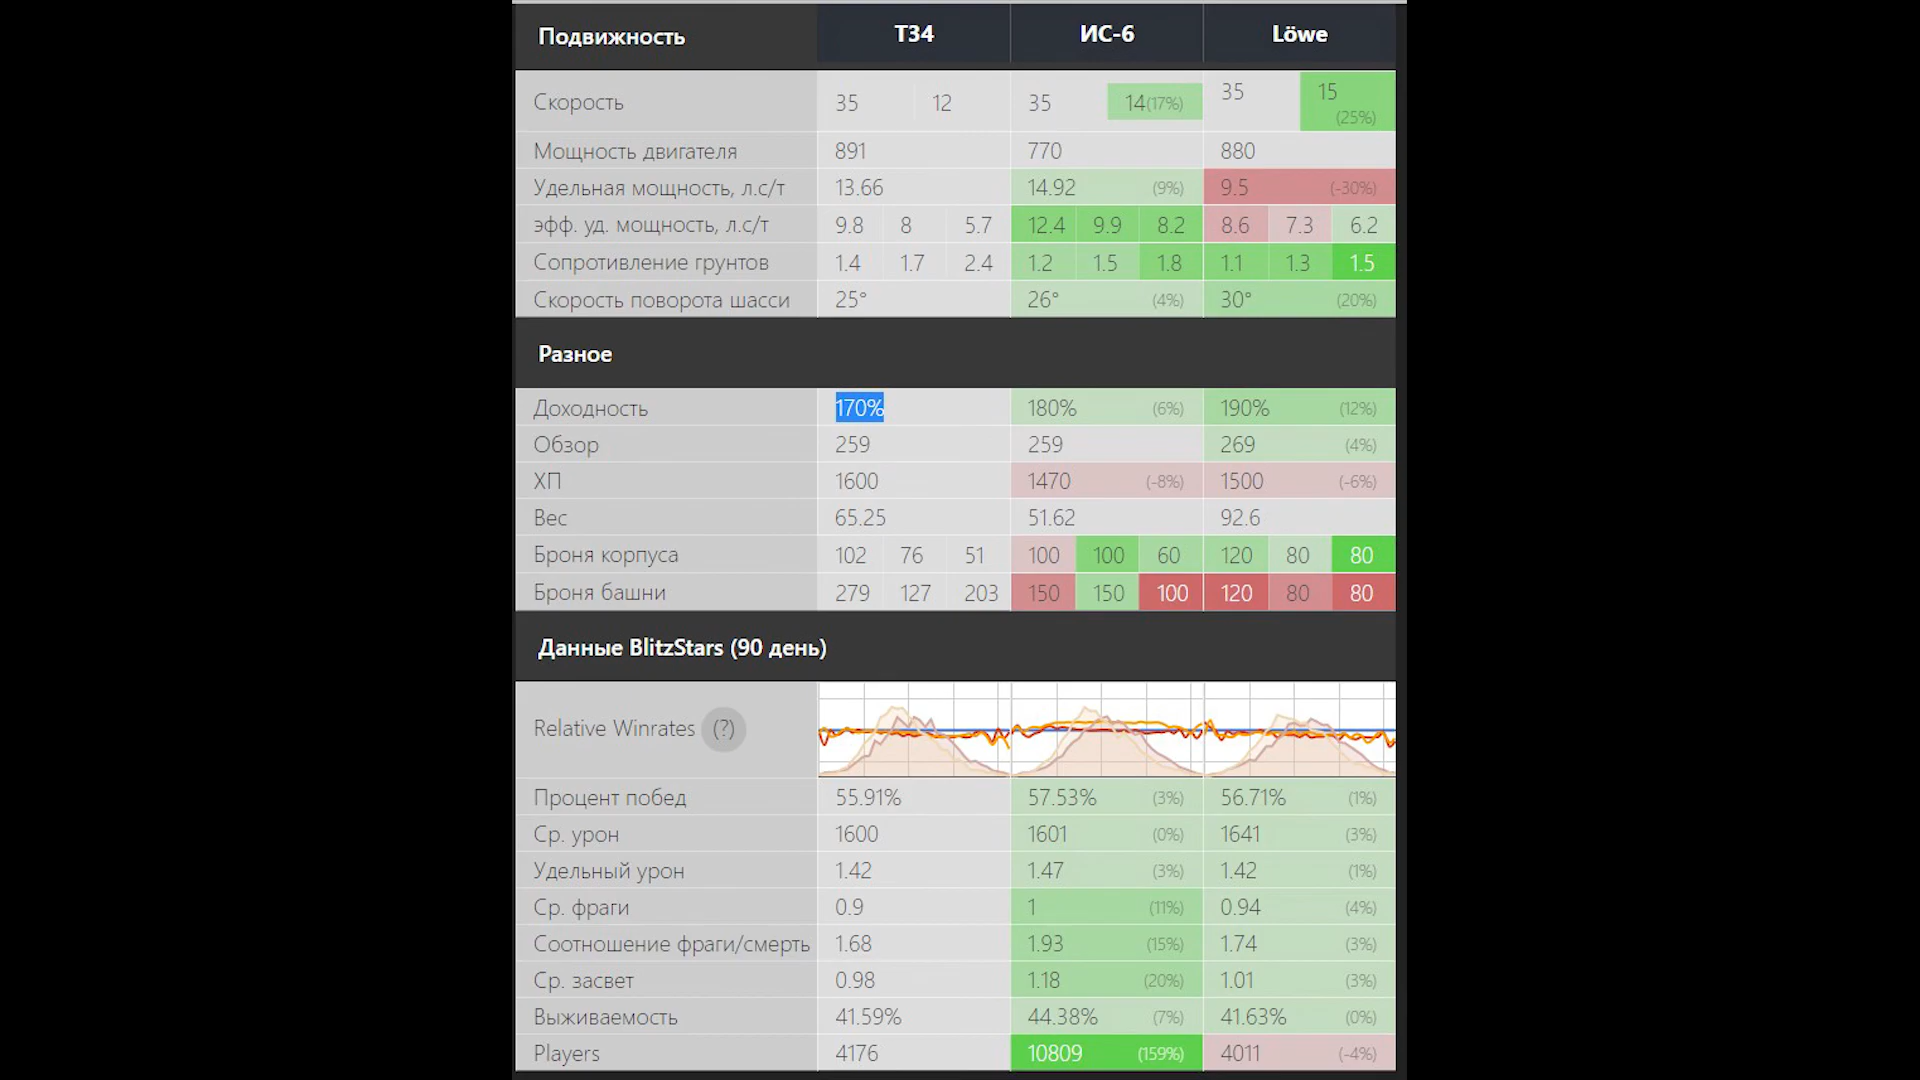 Подвижность T34 ИС-6 Löwe
Скорость 35 12 35 14(17%) 35 15 (25%)
Мощность двигателя 891 770 880
Удельная мощность, л.с/т 13.66 14.92 (9%) 9.5 (-30%)
эфф. уд. мощность, л.с/т 9.8 8 5.7 12.4 9.9 8.2 8.6 7.3 6.2
Сопротивление грунтов 1.4 1.7 2.4 1.2 1.5 1.8 1.1 1.3 1.5
Скорость поворота шасси 25° 26° (4%) 30° (20%)
Разное
Доходность 170% 180% (6%) 190% (12%)
Обзор 259 259 269 (4%)
ХП 1600 1470 (-8%) 1500 (-6%)
Вес 65.25 51.62 92.6
Броня корпуса 102 76 51 100 100 60 120 80 80
Броня башни 279 127 203 150 150 100 120 80 80
Данные BlitzStars (90 день)
Relative Winrates (?)
Процент побед 55.91% 57.53% (3%) 56.71% (1%)
Ср. урон 1600 1601 (0%) 1641 (3%)
Удельный урон 1.42 1.47 (3%) 1.42 (1%)
Ср. фраги 0.9 1 (11%) 0.94 (4%)
Соотношение фраги/смерть 1.68 1.93 (15%) 1.74 (3%)
Ср. засвет 0.98 1.18 (20%) 1.01 (3%)
Выживаемость 41.59% 44.38% (7%) 41.63% (0%)
Players 4176 10809 (159%) 4011 (-4%)